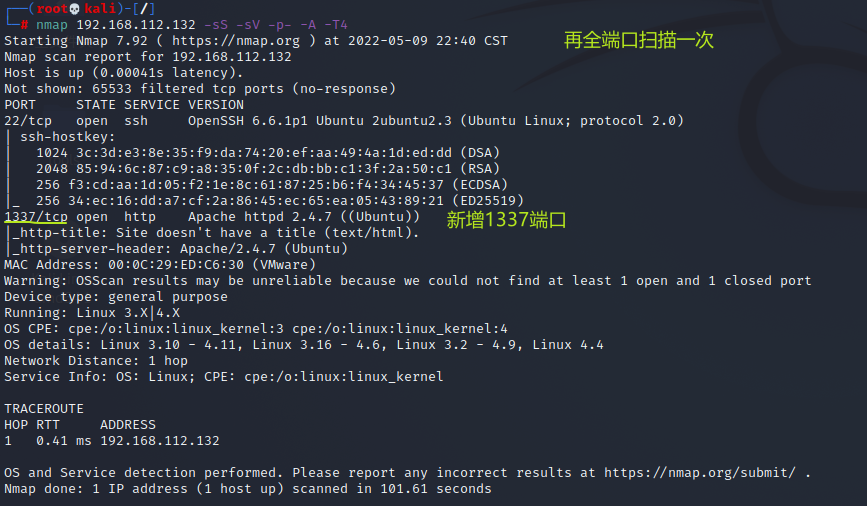 ┌──(root💀kali)-[/]
└─# nmap 192.168.112.132 -sS -sV -p- -A -T4
Starting Nmap 7.92 ( https://nmap.org ) at 2022-05-09 22:40 CST
再全端口扫描一次
Nmap scan report for 192.168.112.132
Host is up (0.00041s latency).
Not shown: 65533 filtered tcp ports (no-response)
PORT     STATE SERVICE VERSION
22/tcp   open  ssh     OpenSSH 6.6.1p1 Ubuntu 2ubuntu2.3 (Ubuntu Linux; protocol 2.0)
| ssh-hostkey:
|   1024 3c:3d:e3:8e:35:f9:da:74:20:ef:aa:49:4a:1d:ed:dd (DSA)
|   2048 85:94:6c:87:c9:a8:35:0f:2c:db:bb:c1:3f:2a:50:c1 (RSA)
|   256 f3:cd:aa:1d:05:f2:1e:8c:61:87:25:b6:f4:34:45:37 (ECDSA)
|_  256 34:ec:16:dd:a7:cf:2a:86:45:ec:65:ea:05:43:89:21 (ED25519)
1337/tcp open  http    Apache httpd 2.4.7 ((Ubuntu))
新增1337端口
|_http-title: Site doesn't have a title (text/html).
|_http-server-header: Apache/2.4.7 (Ubuntu)
MAC Address: 00:0C:29:ED:C6:30 (VMware)
Warning: OSScan results may be unreliable because we could not find at least 1 open and 1 closed port
Device type: general purpose
Running: Linux 3.X|4.X
OS CPE: cpe:/o:linux:linux_kernel:3 cpe:/o:linux:linux_kernel:4
OS details: Linux 3.10 - 4.11, Linux 3.16 - 4.6, Linux 3.2 - 4.9, Linux 4.4
Network Distance: 1 hop
Service Info: OS: Linux; CPE: cpe:/o:linux:linux_kernel
TRACEROUTE
HOP RTT     ADDRESS
1   0.41 ms 192.168.112.132
OS and Service detection performed. Please report any incorrect results at https://nmap.org/submit/ .
Nmap done: 1 IP address (1 host up) scanned in 101.61 seconds